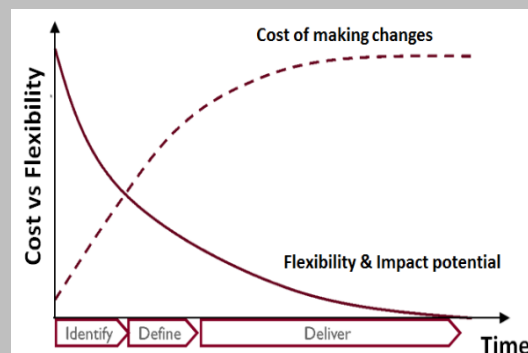 Cost of making changes
Cost vs Flexibility
Flexibility & Impact potential
Identify
Define
Deliver
Time